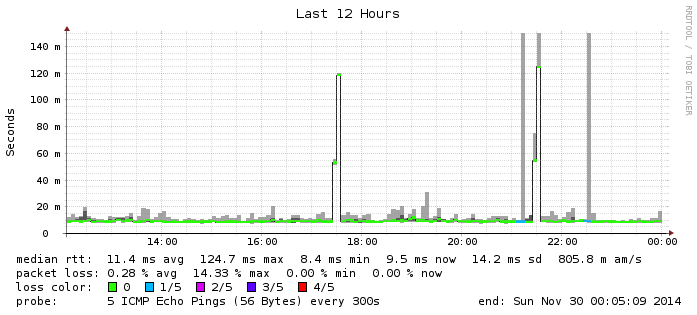 Last 12 Hours
RRDTOOL / TOBI OETIKER
Seconds
140 m
120 m
100 m
80 m
60 m
40 m
20 m
0
14:00 16:00 18:00 20:00 22:00 00:00
median rtt: 11.4 ms avg 124.7 ms max 8.4 ms min 9.5 ms now 14.2 ms sd 805.8 m am/s
packet loss: 0.28 % avg 14.33 % max 0.00 % min 0.00 % now
loss color: 0 1/5 2/5 3/5 4/5
probe: 5 ICMP Echo Pings (56 Bytes) every 300s end: Sun Nov 30 00:05:09 2014